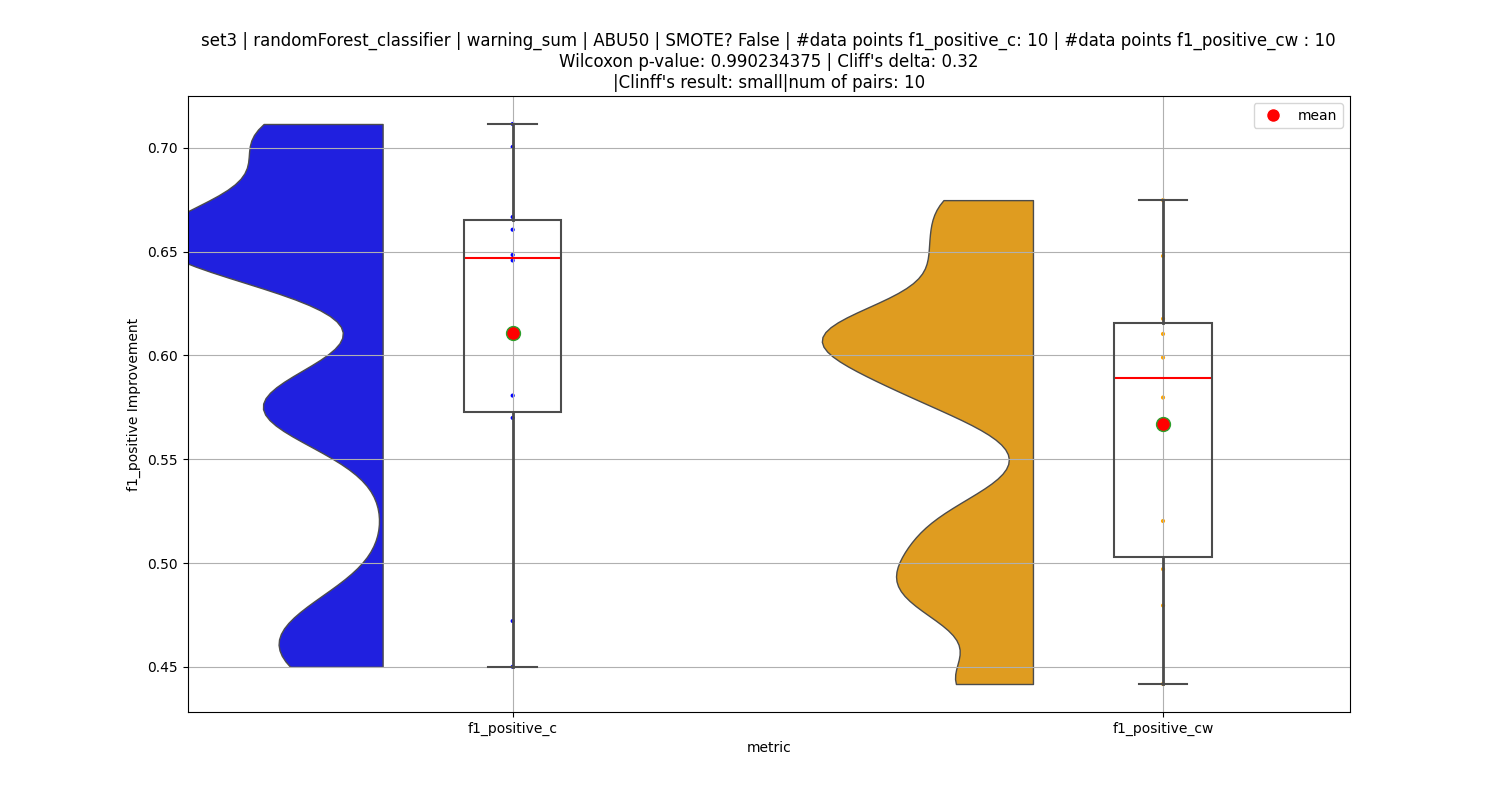 set3 | randomForest_classifier | warning_sum | ABU50 | SMOTE? False | #data points f1_positive_c: 10 | #data points f1_positive_cw : 10
Wilcoxon p-value: 0.990234375 | Cliff's delta: 0.32
|Clinff's result: small|num of pairs: 10
mean
0.70
0.65
0.60
0.55
0.50
0.45
f1_positive Improvement
f1_positive_c
f1_positive_cw
metric